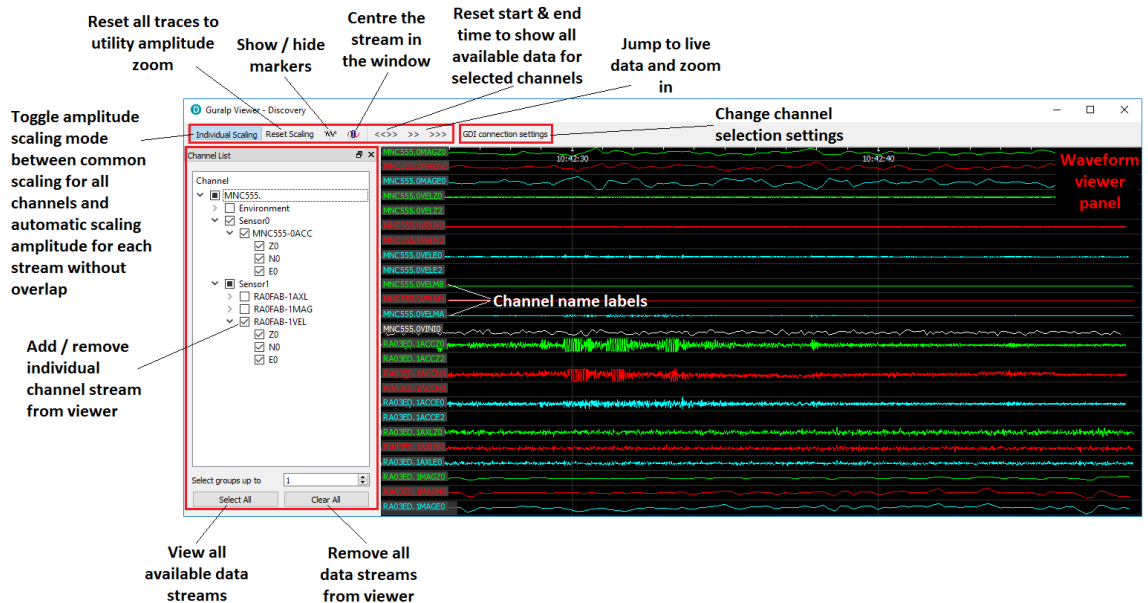 Reset all traces to
utility amplitude
zoom
Show / hide
markers
Centre the
stream in
the window
Reset start & end
time to show all
available data for
selected channels
Jump to live
data and zoom
in
Toggle amplitude
scaling mode
between common
scaling for all
channels and
automatic scaling
amplitude for each
stream without
overlap
Change channel
selection settings
Guralp Viewer - Discovery
Individual Scaling
Reset Scaling
<<>>
>>
>>>
GDI connection settings
Channel List
Channel
MNC555.
Environment
Sensor0
MNC555-0ACC
Z0
N0
E0
Sensor1
RA0FAB-1AXL
RA0FAB-1MAG
RA0FAB-1VEL
Z0
N0
E0
Select groups up to
1
Select All
Clear All
Add / remove
individual
channel stream
from viewer
10:42:30
10:42:40
Waveform
viewer
panel
MNC555.0MAGZ0
MNC555.0MAGE0
MNC555.0VELZ0
MNC555.0VELZ2
MNC555.0VELE0
MNC555.0VELE2
MNC555.0VELM8
MNC555.0VELMA
MNC555.0VINI0
Channel name labels
RA03ED.1ACCZ0
RA03ED.1ACCZ2
RA03ED.1ACCE0
RA03ED.1ACCE2
RA03ED.1AXLZ0
RA03ED.1AXLE0
RA03ED.1MAGZ0
RA03ED.1MAGE0
View all
available data
streams
Remove all
data streams
from viewer